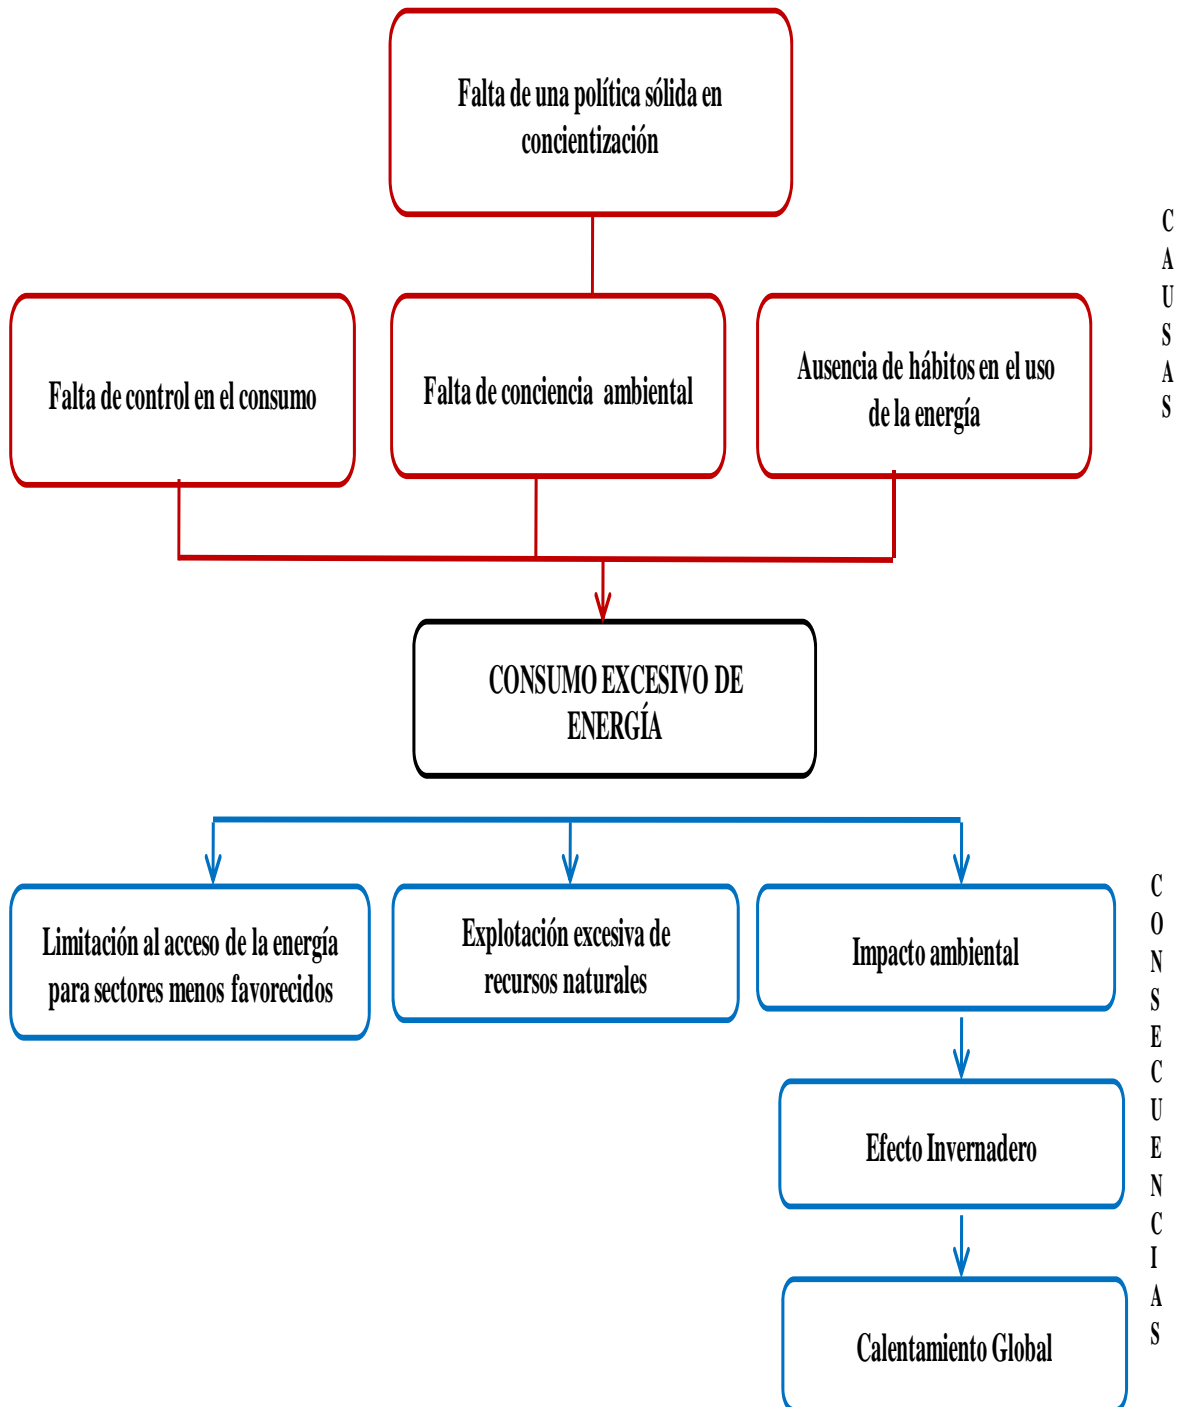 Falta de una política sólida en
concientización
Falta de control en el consumo
Falta de conciencia ambiental
Ausencia de hábitos en el uso
de la energía
C
A
U
S
A
S
CONSUMO EXCESIVO DE
ENERGÍA
Limitación al acceso de la energía
para sectores menos favorecidos
Explotación excesiva de
recursos naturales
Impacto ambiental
Efecto Invernadero
Calentamiento Global
C
O
N
S
E
C
U
E
N
C
I
A
S